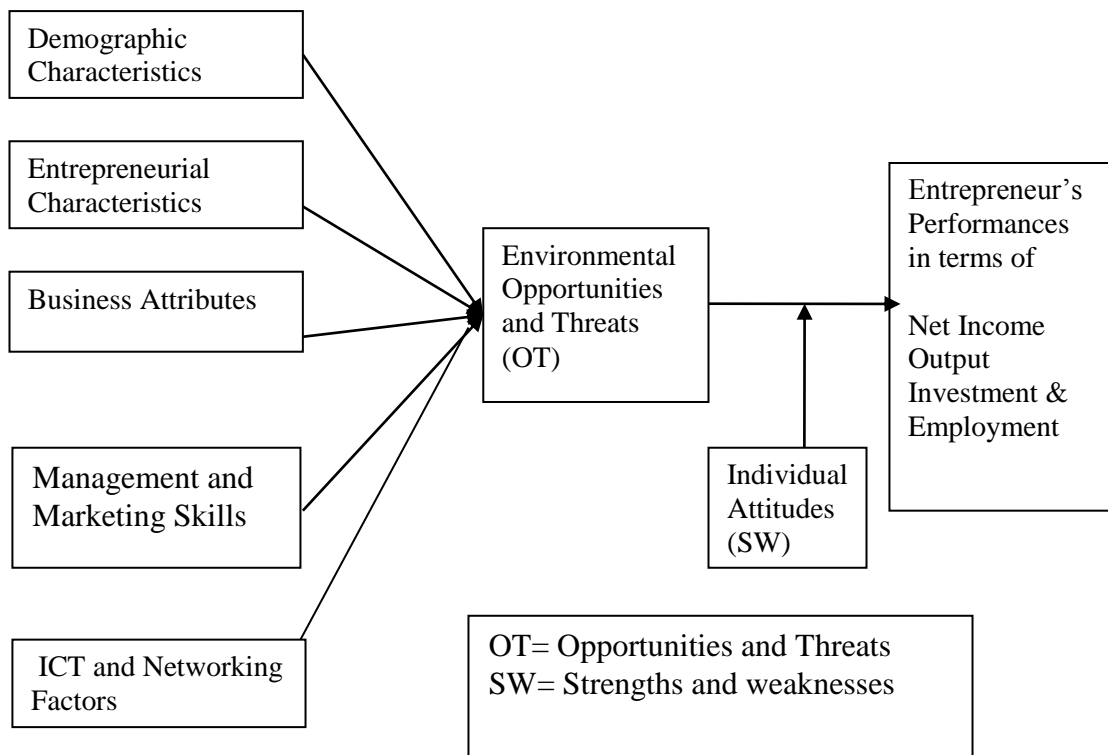 Demographic
Characteristics
Entrepreneurial
Characteristics
Business Attributes
Management and
Marketing Skills
ICT and Networking
Factors
Environmental
Opportunities
and Threats
(OT)
Individual
Attitudes
(SW)
Entrepreneur’s
Performances
in terms of
Net Income
Output
Investment &
Employment
OT= Opportunities and Threats
SW= Strengths and weaknesses